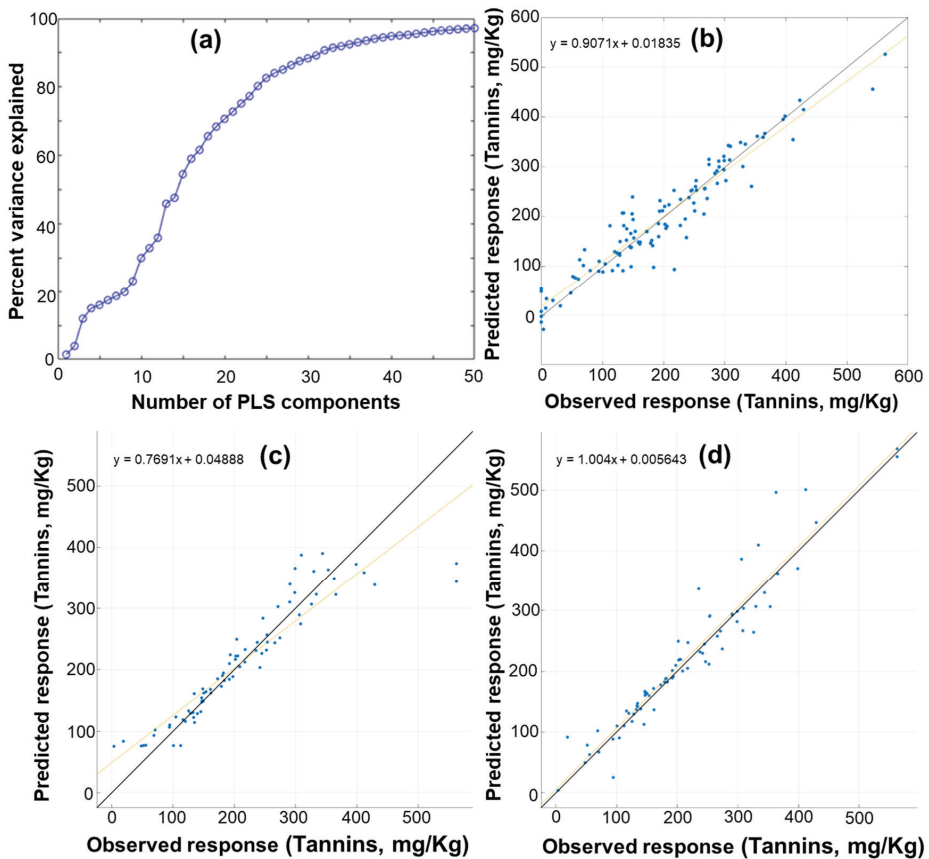 (a)
Percent variance explained
100
80
60
40
20
0
0 10 20 30 40 50
Number of PLS components
(b)
y = 0.9071x + 0.01835
Predicted response (Tannins, mg/Kg)
600
500
400
300
200
100
0
0 100 200 300 400 500 600
Observed response (Tannins, mg/Kg)
(c)
y = 0.7691x + 0.04888
Predicted response (Tannins, mg/Kg)
500
400
300
200
100
0
0 100 200 300 400 500
Observed response (Tannins, mg/Kg)
(d)
y = 1.004x + 0.005643
Predicted response (Tannins, mg/Kg)
500
400
300
200
100
0
0 100 200 300 400 500
Observed response (Tannins, mg/Kg)